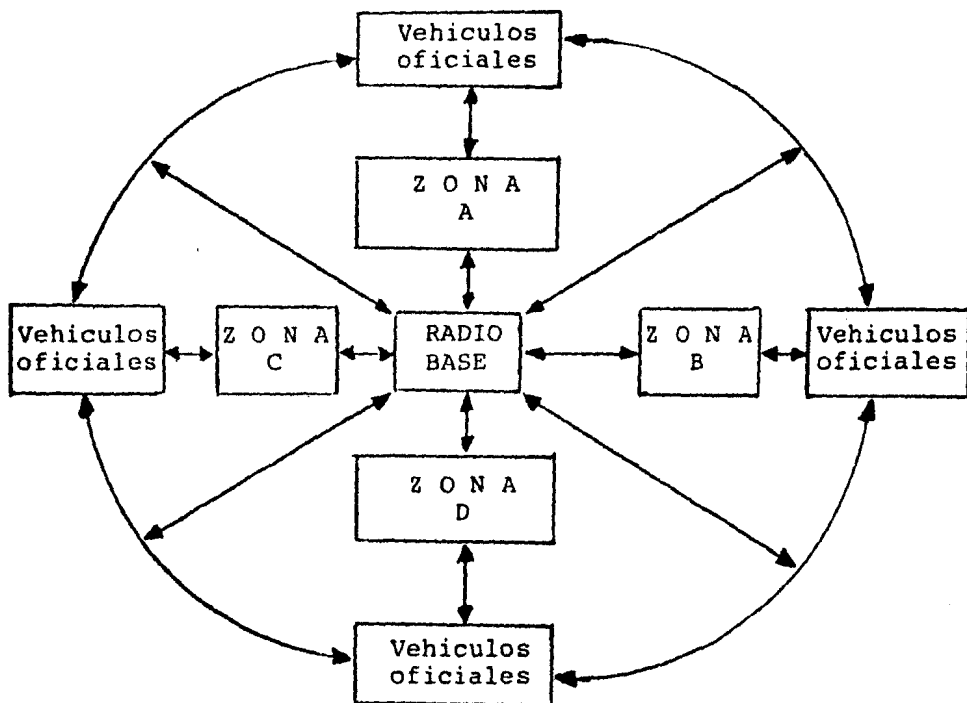 Vehiculos
oficiales
Z O N A
A
Vehiculos
oficiales
Z O N A
C
RADIO
BASE
Z O N A
B
Vehiculos
oficiales
Z O N A
D
Vehiculos
oficiales